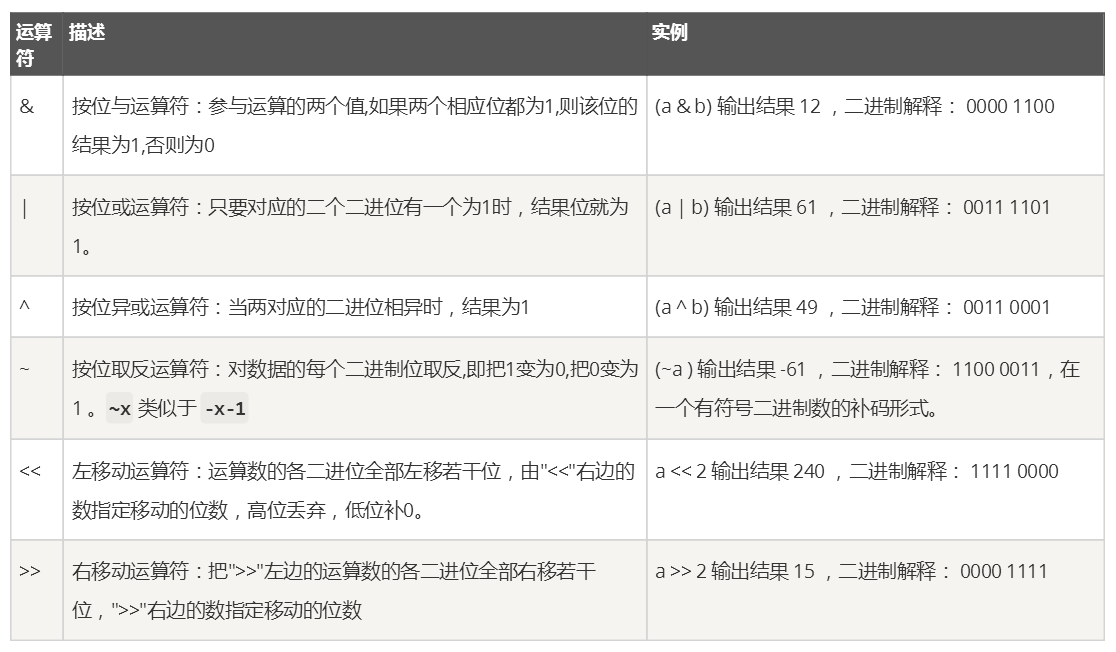 运算符 描述 实例
& 按位与运算符：参与运算的两个值,如果两个相应位都为1,则该位的 (a & b) 输出结果 12 ，二进制解释： 0000 1100
结果为1,否则为0
| 按位或运算符：只要对应的二个二进位有一个为1时，结果位就为 (a | b) 输出结果 61 ，二进制解释： 0011 1101
1。
^ 按位异或运算符：当两对应的二进位相异时，结果为1 (a ^ b) 输出结果 49 ，二进制解释： 0011 0001
~ 按位取反运算符：对数据的每个二进制位取反,即把1变为0,把0变为 (~a ) 输出结果 -61 ，二进制解释： 1100 0011，在
1 。~x 类似于 -x-1 一个有符号二进制数的补码形式。
<< 左移动运算符：运算数的各二进位全部左移若干位，由"<<"右边的 a << 2 输出结果 240 ，二进制解释： 1111 0000
数指定移动的位数，高位丢弃，低位补0。
>> 右移动运算符：把">>"左边的运算数的各二进位全部右移若干 a >> 2 输出结果 15 ，二进制解释： 0000 1111
位，">>"右边的数指定移动的位数